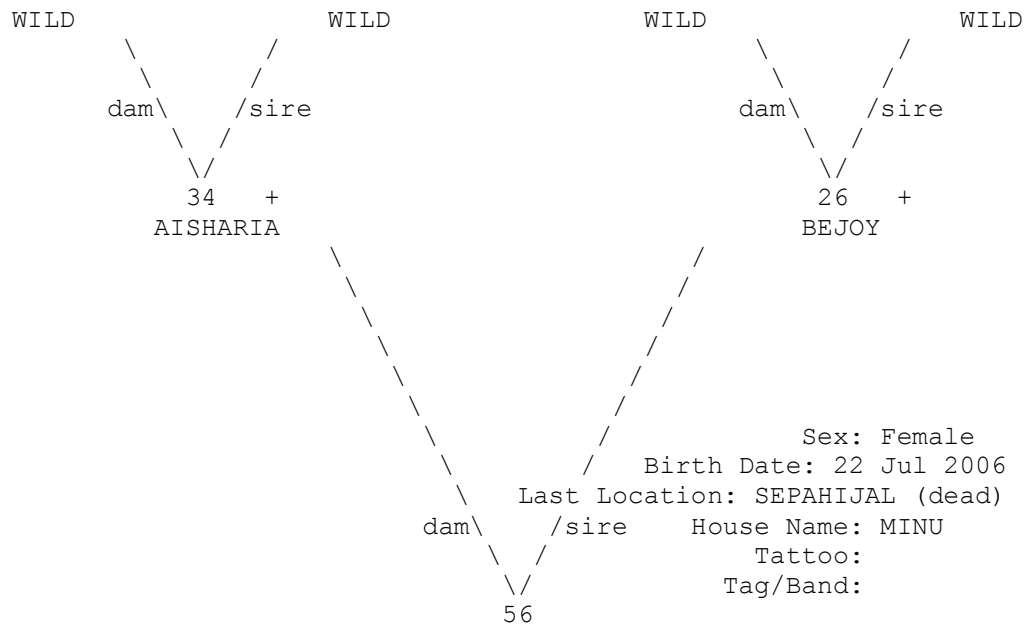 WILD WILD WILD WILD
dam\ /sire dam\ /sire
34 + 26 +
AISHARIA BEJOY
Sex: Female
Birth Date: 22 Jul 2006
Last Location: SEPAHIJAL (dead)
dam\ /sire House Name: MINU
Tattoo:
Tag/Band:
56